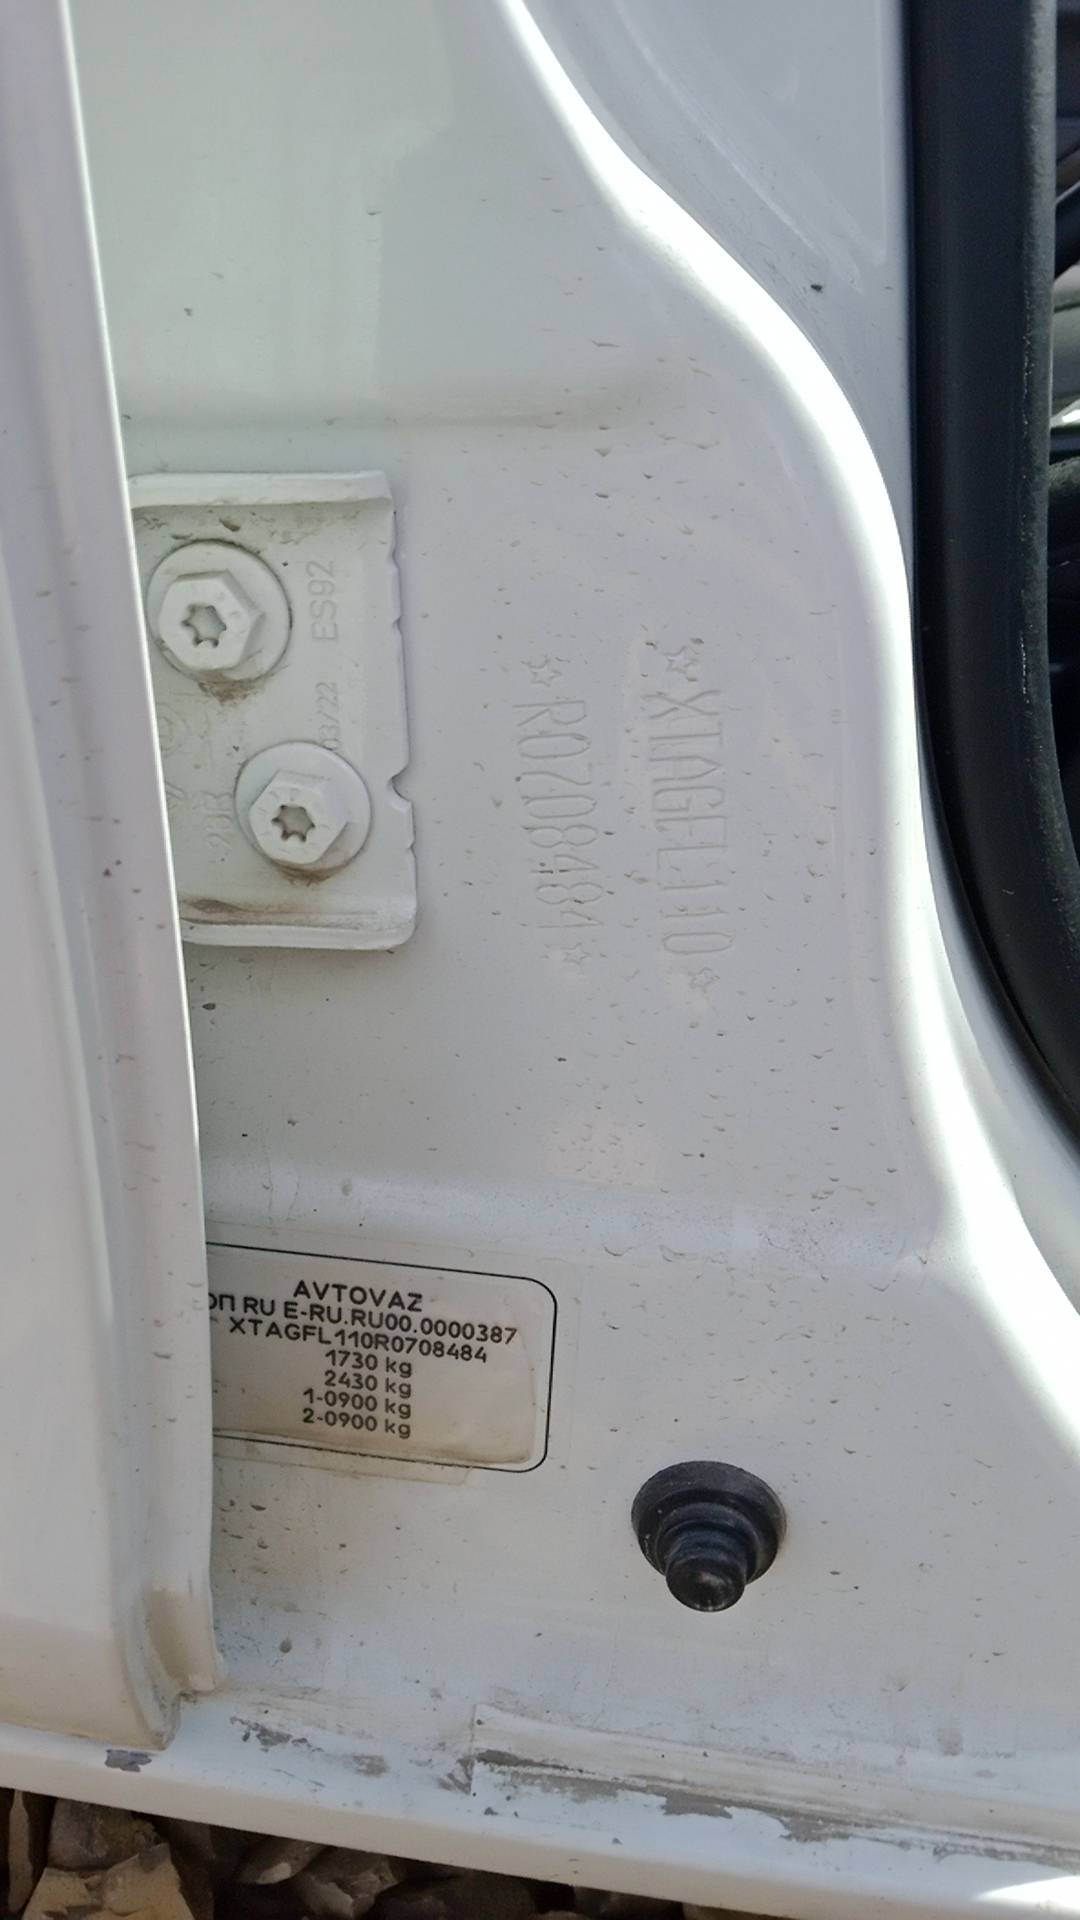 ES92
03/22
☆XTAGFL110☆
☆R0708484☆
AVTOVAZ
ОП RU E-RU.RU00.0000387
XTAGFL110R0708484
1730 kg
2430 kg
1-0900 kg
2-0900 kg